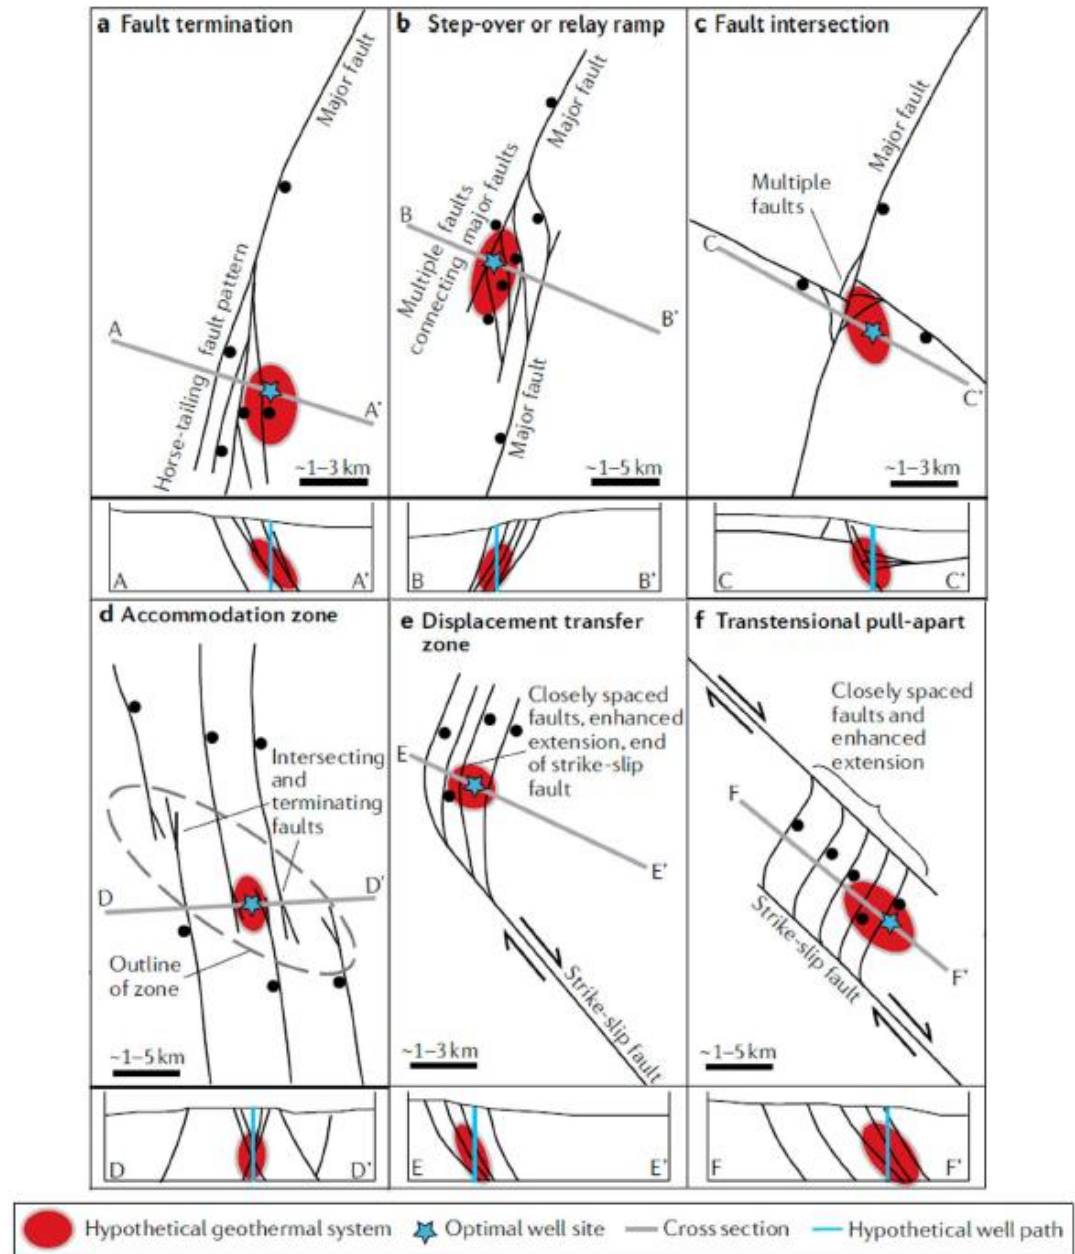 a Fault termination
Major fault
Horse-tailing
fault pattern
A
A'
~1–3 km
A
A'
b Step-over or relay ramp
Major fault
Multiple faults
connecting major faults
B
B'
Major fault
~1–5 km
B
B'
c Fault intersection
Major fault
Multiple
faults
C
C'
~1–3 km
C
C'
d Accommodation zone
Intersecting
and
terminating
faults
D
D'
Outline
of zone
~1–5 km
D
D'
e Displacement transfer
zone
Closely spaced
faults, enhanced
extension, end
of strike-slip
fault
E
E'
Strike-slip fault
~1–3 km
E
E'
f Transtensional pull-apart
Closely spaced
faults and
enhanced
extension
F
F'
Strike-slip fault
~1–5 km
F
F'
Hypothetical geothermal system
Optimal well site
Cross section
Hypothetical well path